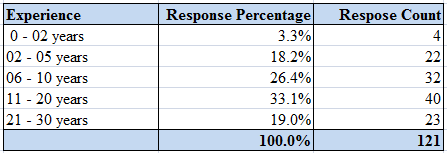 Experience Response Percentage Respose Count
0 - 02 years 3.3% 4
02 - 05 years 18.2% 22
06 - 10 years 26.4% 32
11 - 20 years 33.1% 40
21 - 30 years 19.0% 23
100.0% 121